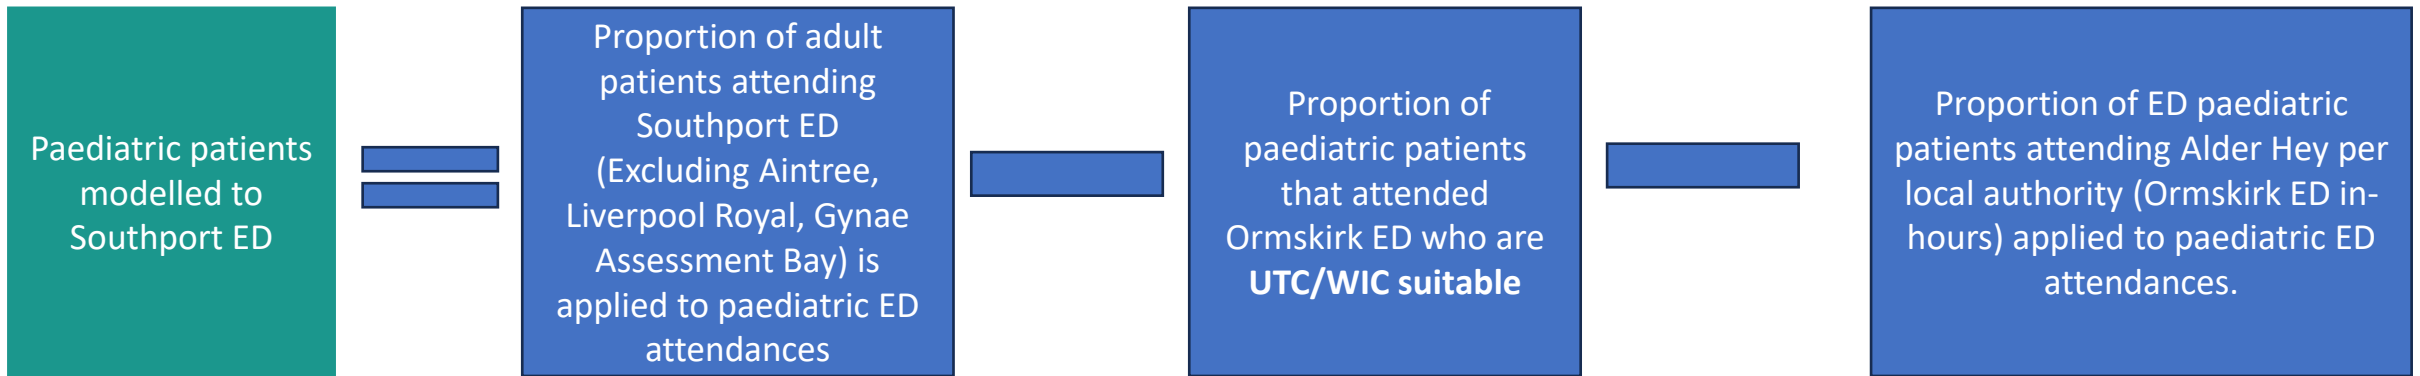 Paediatric patients
modelled to
Southport ED
Proportion of adult
patients attending
Southport ED
(Excluding Aintree,
Liverpool Royal, Gynae
Assessment Bay) is
applied to paediatric ED
attendances
Proportion of
paediatric patients
that attended
Ormskirk ED who are
UTC/WIC suitable
Proportion of ED paediatric
patients attending Alder Hey per
local authority (Ormskirk ED in-
hours) applied to paediatric ED
attendances.